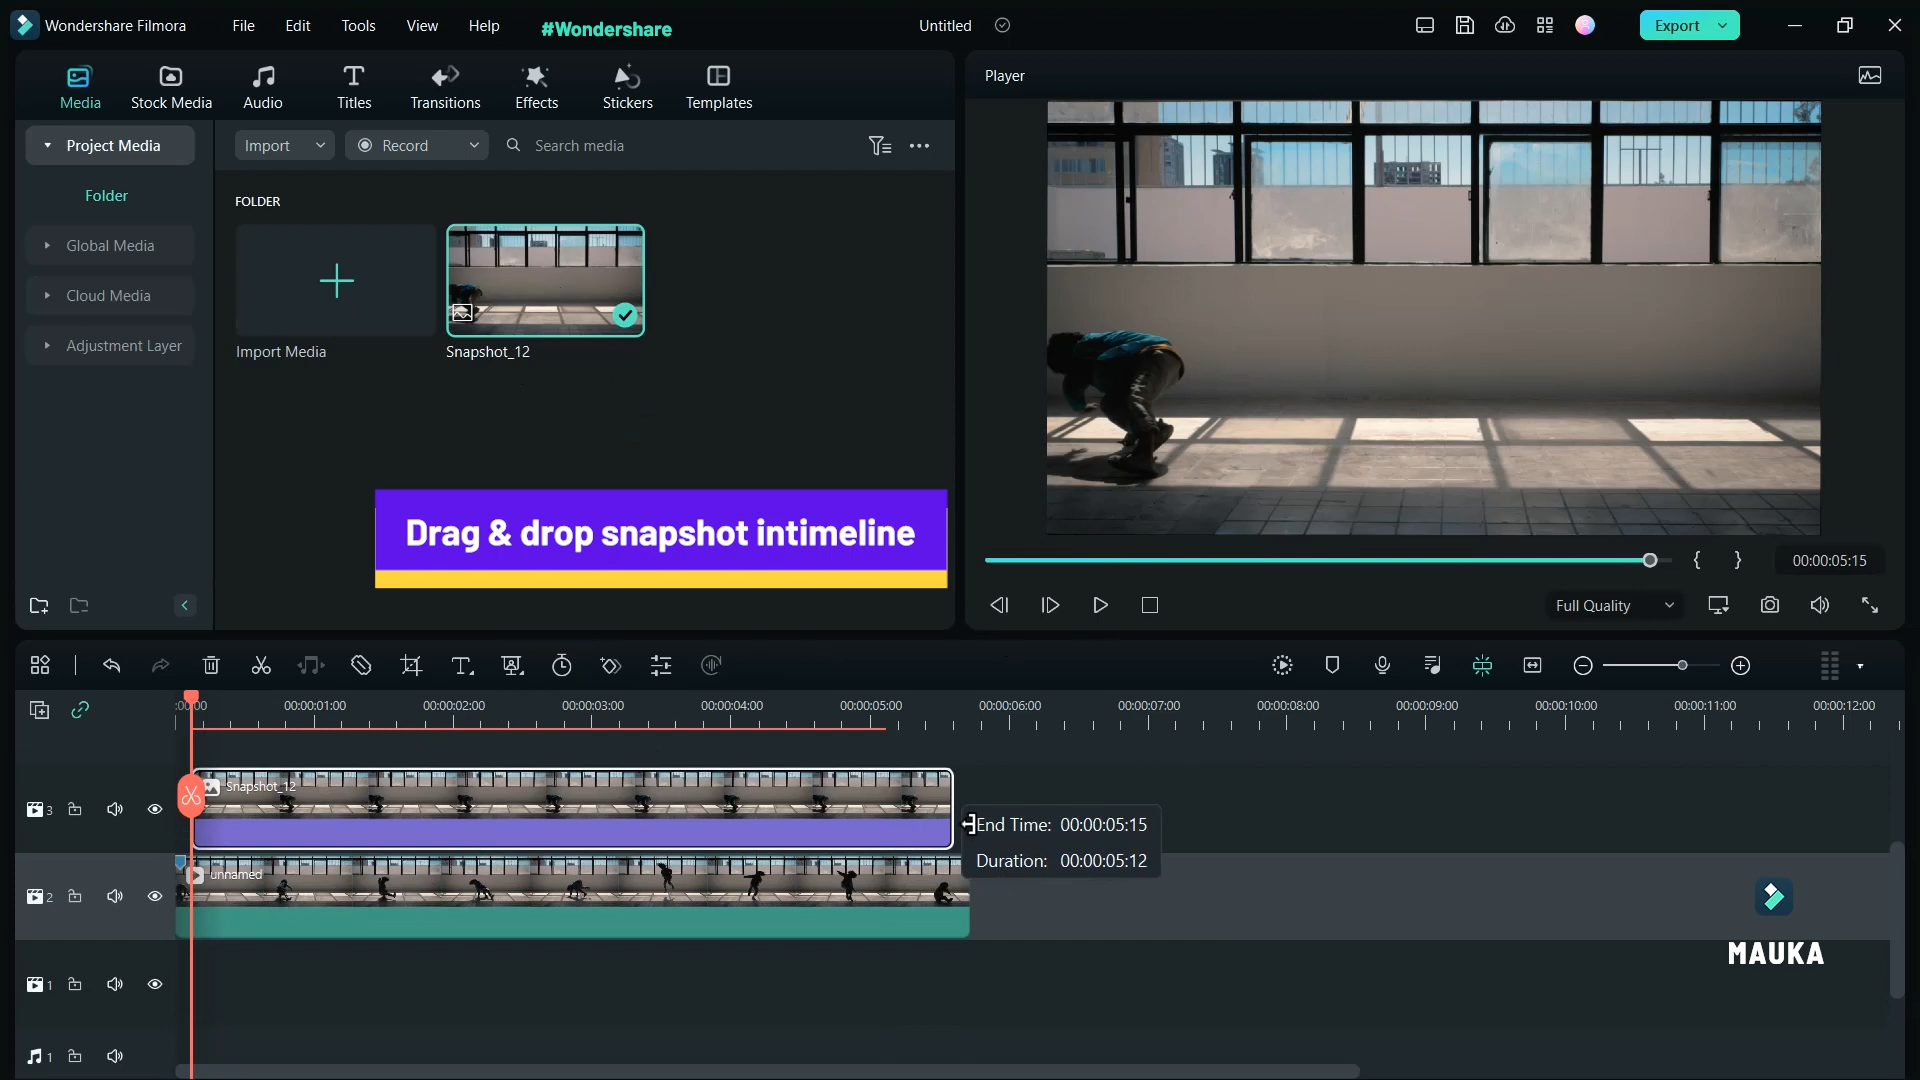 Wondershare Filmora
File
Edit
Tools
View
Help
#Wondershare
Untitled
Export
Media
Stock Media
Audio
Titles
Transitions
Effects
Stickers
Templates
Player
Project Media
Import
Record
Search media
Folder
FOLDER
Global Media
Cloud Media
Adjustment Layer
Import Media
Snapshot_12
Drag & drop snapshot intimeline
{ }
00:00:05:15
Full Quality
:00:00
00:00:01:00
00:00:02:00
00:00:03:00
00:00:04:00
00:00:05:00
00:00:06:00
00:00:07:00
00:00:08:00
00:00:09:00
00:00:10:00
00:00:11:00
00:00:12:00
Snapshot_12
3
End Time: 00:00:05:15
Duration: 00:00:05:12
unnamed
2
MAUKA
1
1